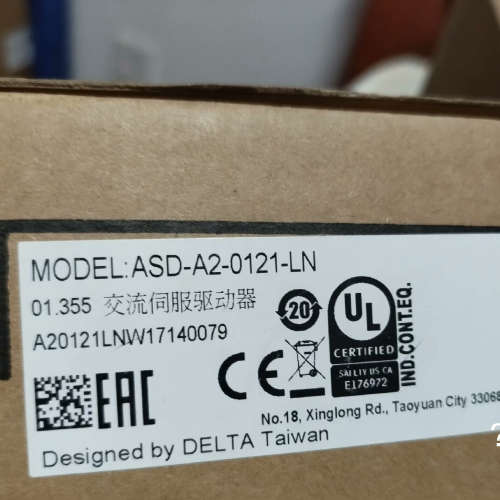 MODEL:ASD-A2-0121-LN
01.355 交流伺服驱动器
A20121LNW17140079
20
UL
CERTIFIED
SAFETY US CA
E176972
IND.CONT.EQ.
CE
EAC
No.18, Xinglong Rd., Taoyuan City 33068
Designed by DELTA Taiwan